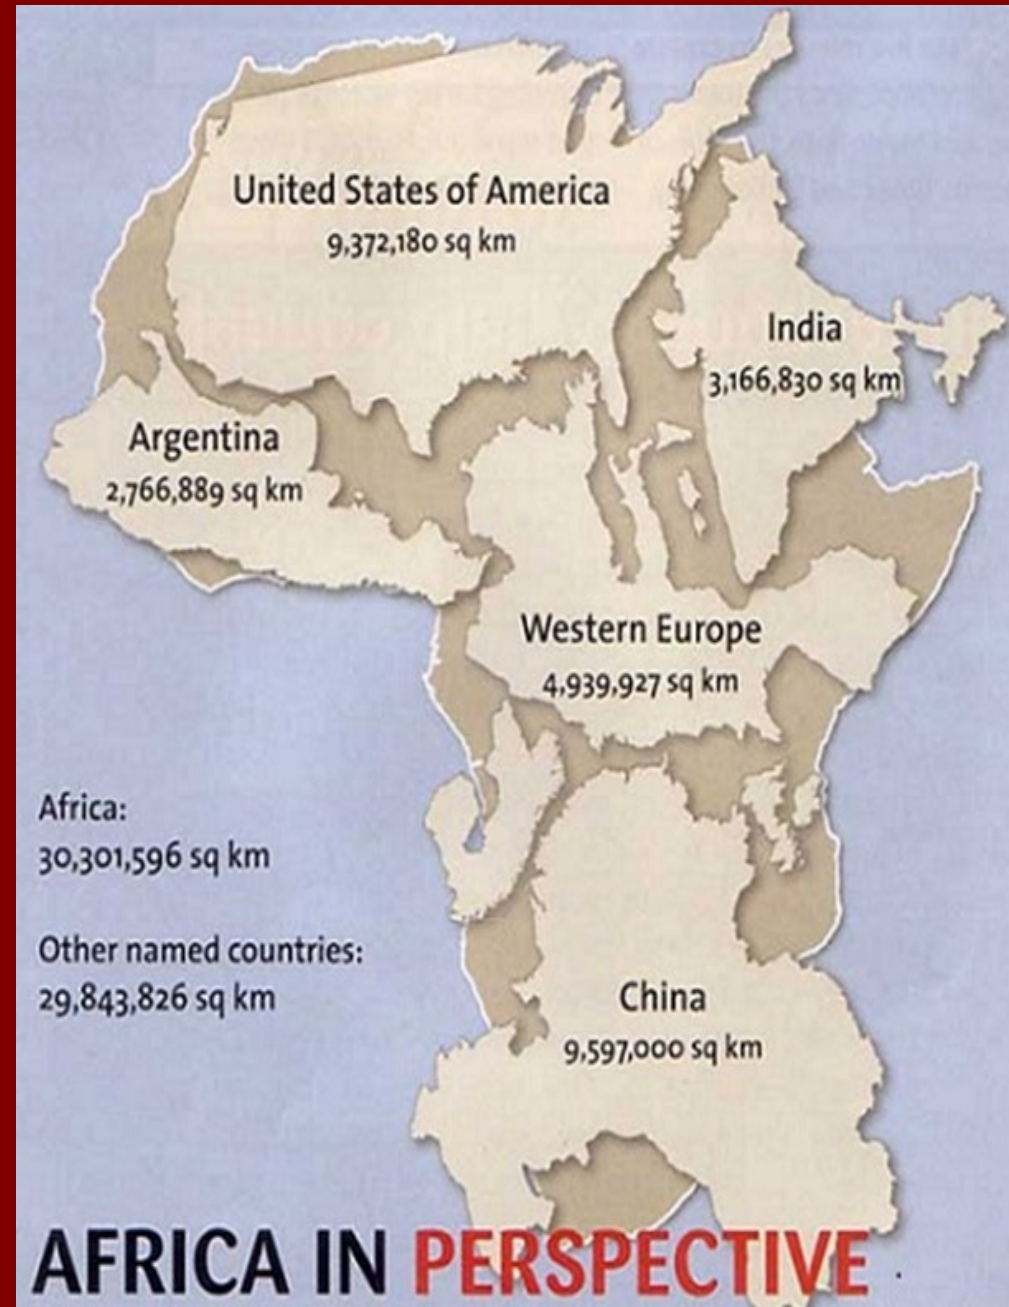 United States of America
9,372,180 sq km
India
3,166,830 sq km
Argentina
2,766,889 sq km
Western Europe
4,939,927 sq km
Africa:
30,301,596 sq km
Other named countries:
29,843,826 sq km
China
9,597,000 sq km
AFRICA IN PERSPECTIVE